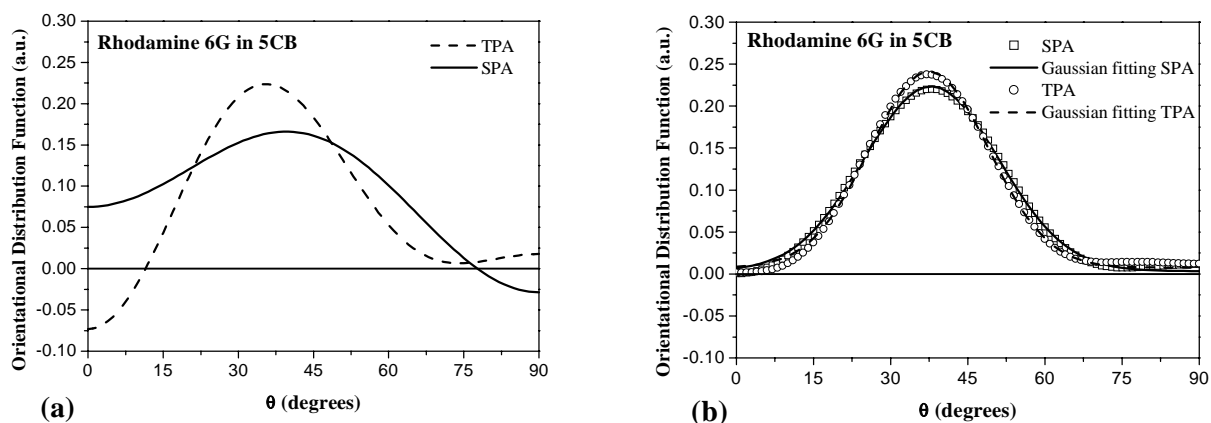 Orientational Distribution Function (a.u.)
0.30
0.25
0.20
0.15
0.10
0.05
0.00
-0.05
-0.10
Rhodamine 6G in 5CB
TPA
SPA
0 15 30 45 60 75 90
θ (degrees)
(a)
Orientational Distribution Function (a.u.)
0.30
0.25
0.20
0.15
0.10
0.05
0.00
-0.05
-0.10
Rhodamine 6G in 5CB
SPA
Gaussian fitting SPA
TPA
Gaussian fitting TPA
0 15 30 45 60 75 90
θ (degrees)
(b)